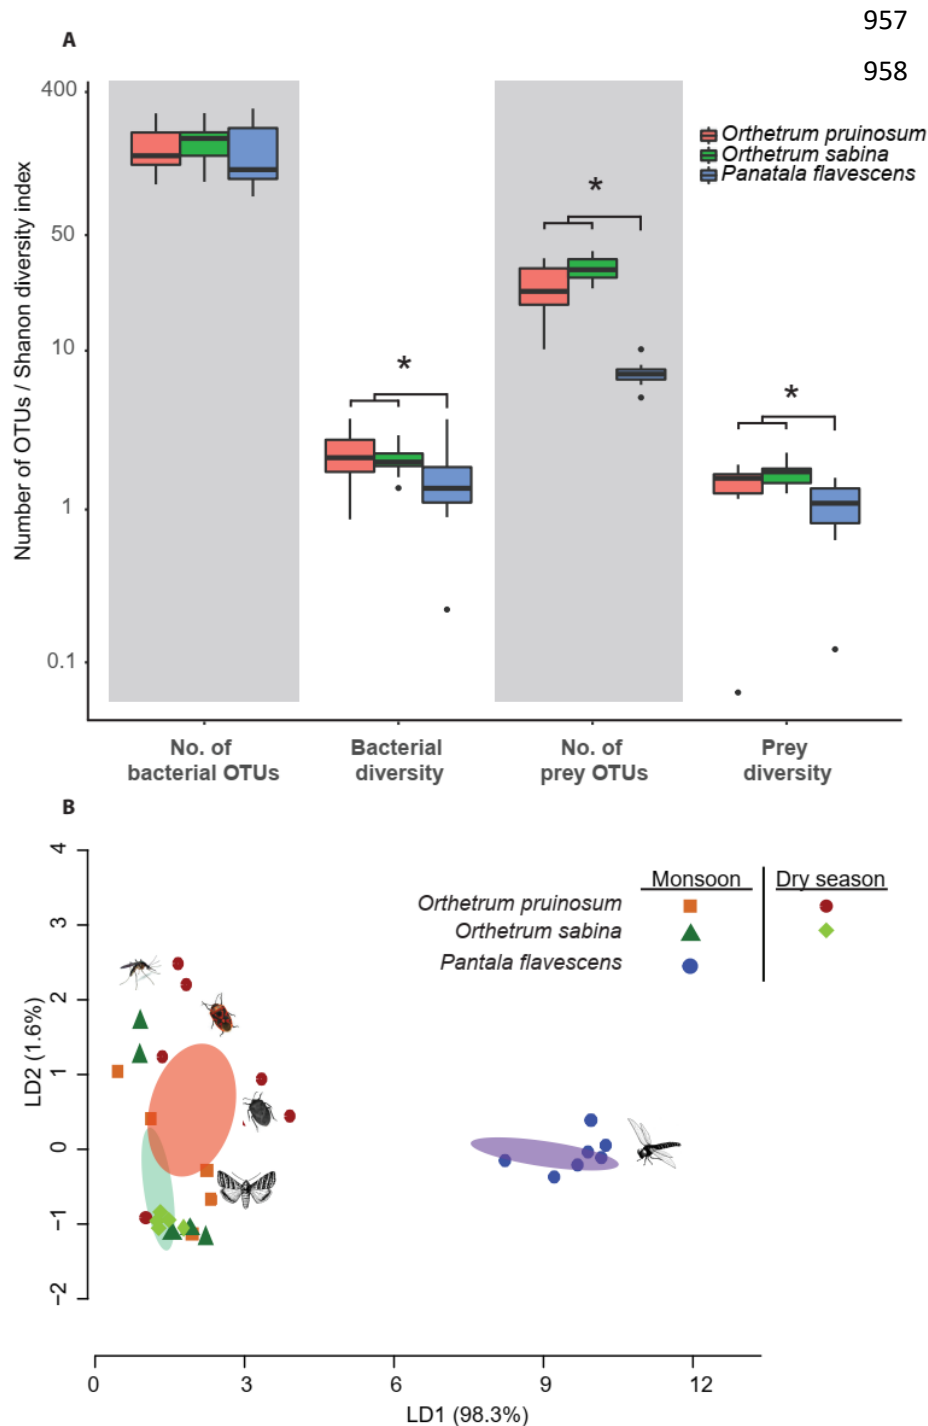 957
A
958
400
50
10
1
0.1
Number of OTUs / Shannon diversity index
Orthetrum pruinosum
Orthetrum sabina
Panatala flavescens
*
*
*
No. of
bacterial OTUs
Bacterial
diversity
No. of
prey OTUs
Prey
diversity
B
4
3
2
1
0
−1
−2
LD2 (1.6%)
Monsoon
Dry season
Orthetrum pruinosum
Orthetrum sabina
Pantala flavescens
0
3
6
9
12
LD1 (98.3%)